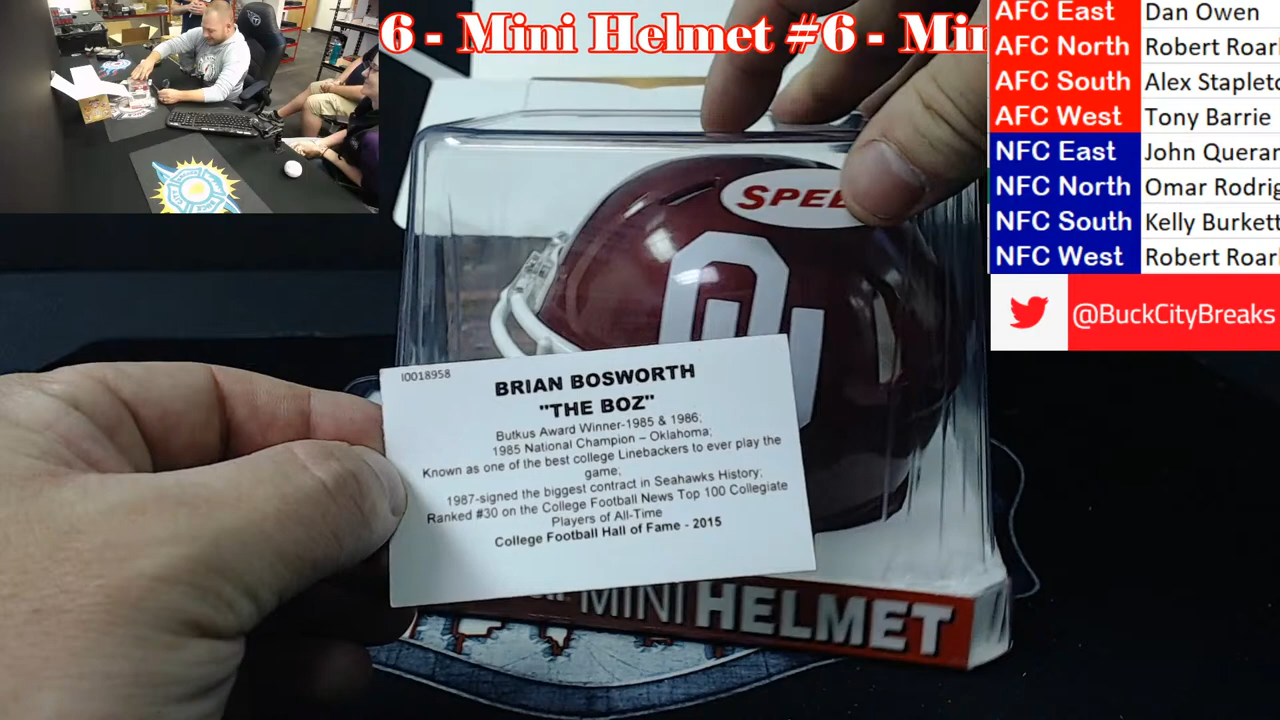 6 - Mini Helmet #6 - Min
AFC East Dan Owen
AFC North Robert Roar
AFC South Alex Stapleto
AFC West Tony Barrie
NFC East John Queran
NFC North Omar Rodrig
NFC South Kelly Burkett
NFC West Robert Roar
@BuckCityBreaks
SPEE
I0018958
BRIAN BOSWORTH
"THE BOZ"
Butkus Award Winner-1985 & 1986;
1985 National Champion – Oklahoma;
Known as one of the best college Linebackers to ever play the
game;
1987-signed the biggest contract in Seahawks History;
Ranked #30 on the College Football News Top 100 Collegiate
Players of All-Time
College Football Hall of Fame - 2015
MINI HELMET